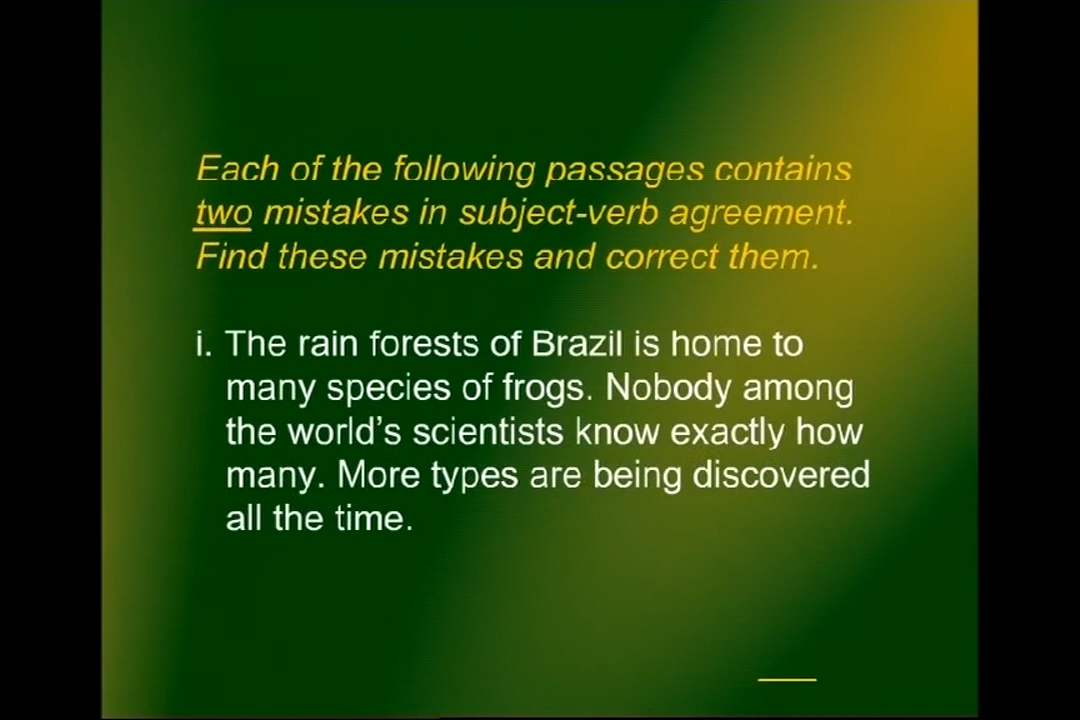 Each of the following passages contains
two mistakes in subject-verb agreement.
Find these mistakes and correct them.
i. The rain forests of Brazil is home to
many species of frogs. Nobody among
the world’s scientists know exactly how
many. More types are being discovered
all the time.